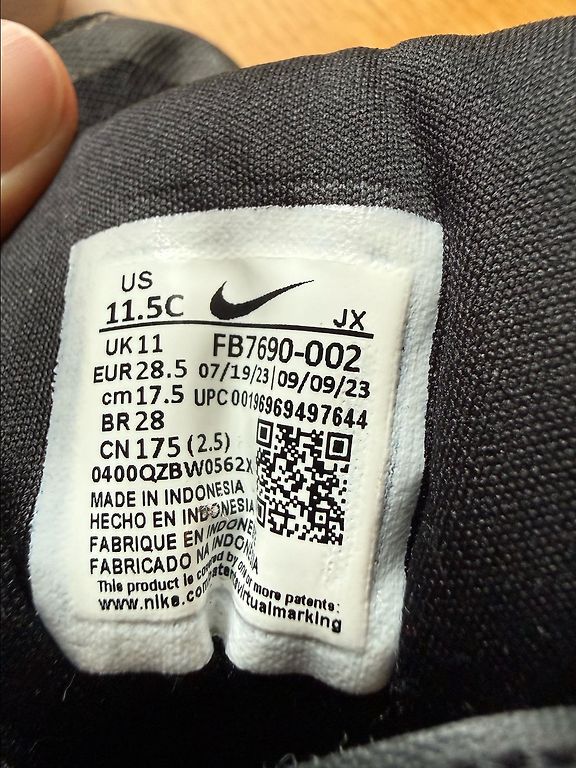 US
11.5C
JX
UK 11 FB7690-002
EUR 28.5 07/19/23|09/09/23
cm 17.5 UPC 00196969497644
BR 28
CN 175 (2.5)
0400QZBW0562X
MADE IN INDONESIA
HECHO EN INDONESIA
FABRIQUE EN INDONE
FABRICADO NA INDONESIA
This product is covered by one or more patents:
www.nike.com/patents/virtualmarking